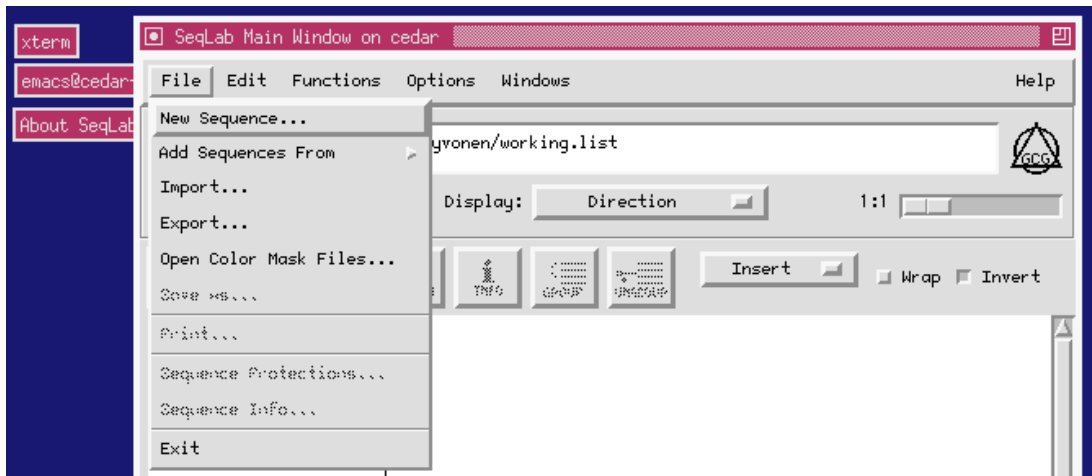 xterm
SeqLab Main Window on cedar
emacs@cedar-
File Edit Functions Options Windows Help
About SeqLab
New Sequence...
Add Sequences From
yvonen/working.list
GCG
Import...
Display: Direction 1:1
Export...
Open Color Mask Files...
Insert Wrap Invert
INFO GROUP UNGROUP
Save As...
Print...
Sequence Protections...
Sequence Info...
Exit